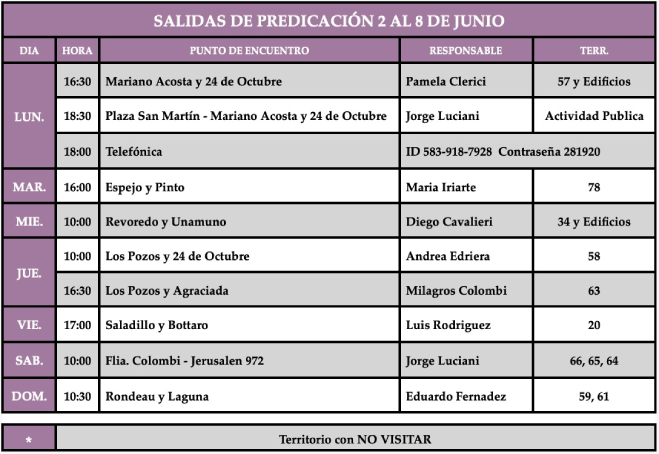 SALIDAS DE PREDICACIÓN 2 AL 8 DE JUNIO
DIA HORA PUNTO DE ENCUENTRO RESPONSABLE TERR.
LUN. 16:30 Mariano Acosta y 24 de Octubre Pamela Clerici 57 y Edificios
18:30 Plaza San Martín - Mariano Acosta y 24 de Octubre Jorge Luciani Actividad Publica
18:00 Telefónica ID 583-918-7928 Contraseña 281920
MAR. 16:00 Espejo y Pinto Maria Iriarte 78
MIE. 10:00 Revoredo y Unamuno Diego Cavalieri 34 y Edificios
JUE. 10:00 Los Pozos y 24 de Octubre Andrea Edriera 58
16:30 Los Pozos y Agraciada Milagros Colombi 63
VIE. 17:00 Saladillo y Bottaro Luis Rodriguez 20
SAB. 10:00 Flia. Colombi - Jerusalen 972 Jorge Luciani 66, 65, 64
DOM. 10:30 Rondeau y Laguna Eduardo Fernadez 59, 61
* Territorio con NO VISITAR